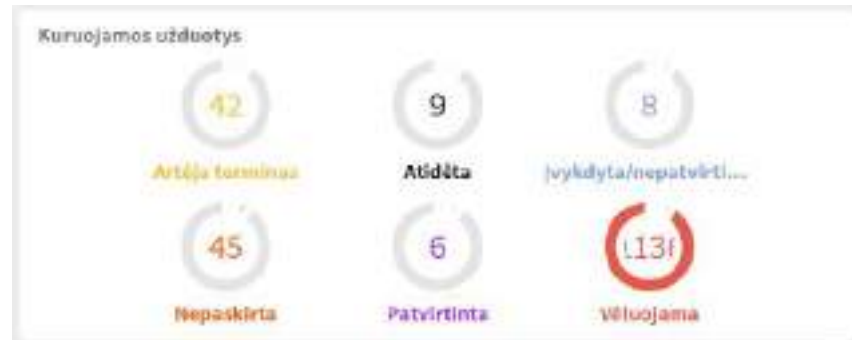 Kuruojamos užduotys
42
9
8
Artėja terminas
Atidėta
Įvykdyta/nepatvirti...
45
6
Nepaskirta
Patvirtinta
Vėluojama